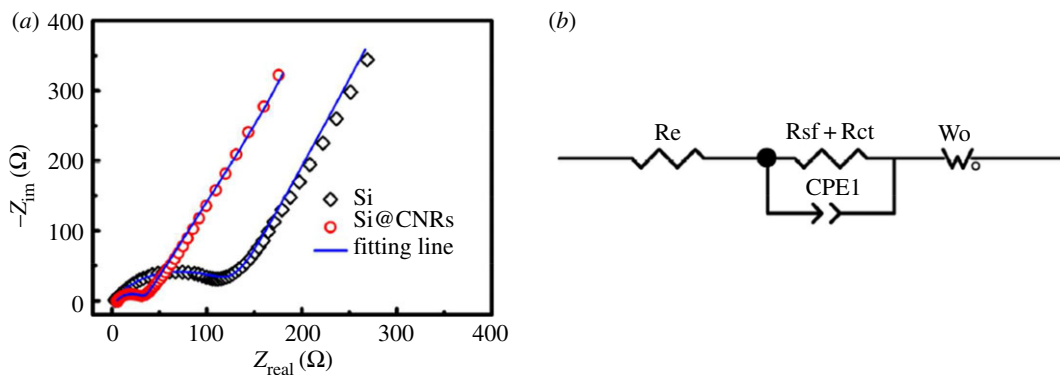 (a)
400
300
200
100
0
–Z_im (Ω)
Si
Si@CNRs
fitting line
0 100 200 300 400
Z_real (Ω)
(b)
Re Rsf + Rct Wo
CPE1